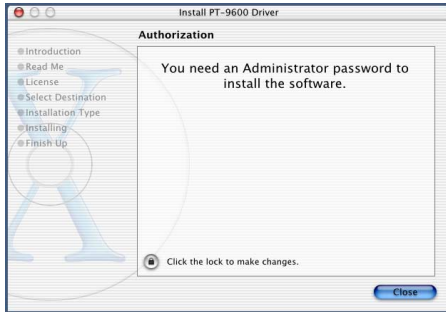 Install PT-9600 Driver
Authorization
Introduction
Read Me
License
Select Destination
Installation Type
Installing
Finish Up
You need an Administrator password to
install the software.
Click the lock to make changes.
Close